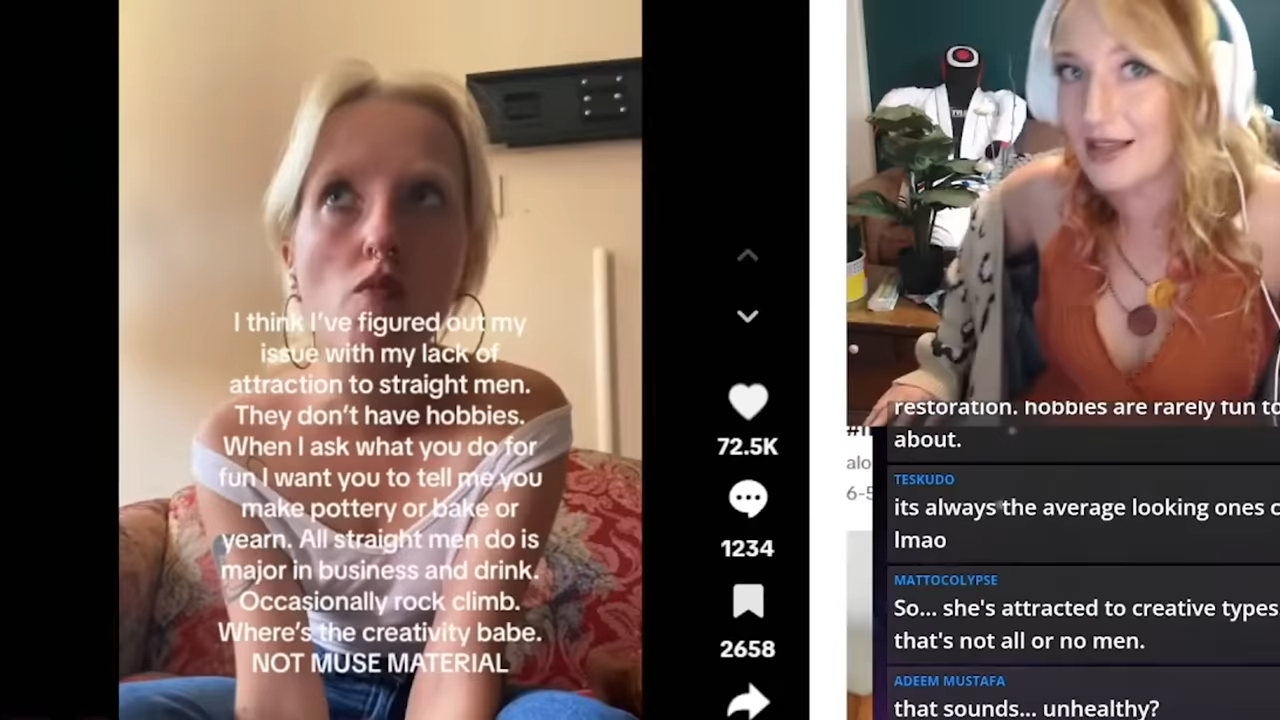 I think I've figured out my
issue with my lack of
attraction to straight men.
They don't have hobbies.
When I ask what you do for
fun I want you to tell me you
make pottery or bake or
yearn. All straight men do is
major in business and drink.
Occasionally rock climb.
Where's the creativity babe.
NOT MUSE MATERIAL
72.5K
1234
2658
restoration. hobbies are rarely fun to
about.
alo
6-5
TESKUDO
its always the average looking ones
lmao
MATTOCOLYPSE
So... she's attracted to creative types
that's not all or no men.
ADEEM MUSTAFA
that sounds... unhealthy?